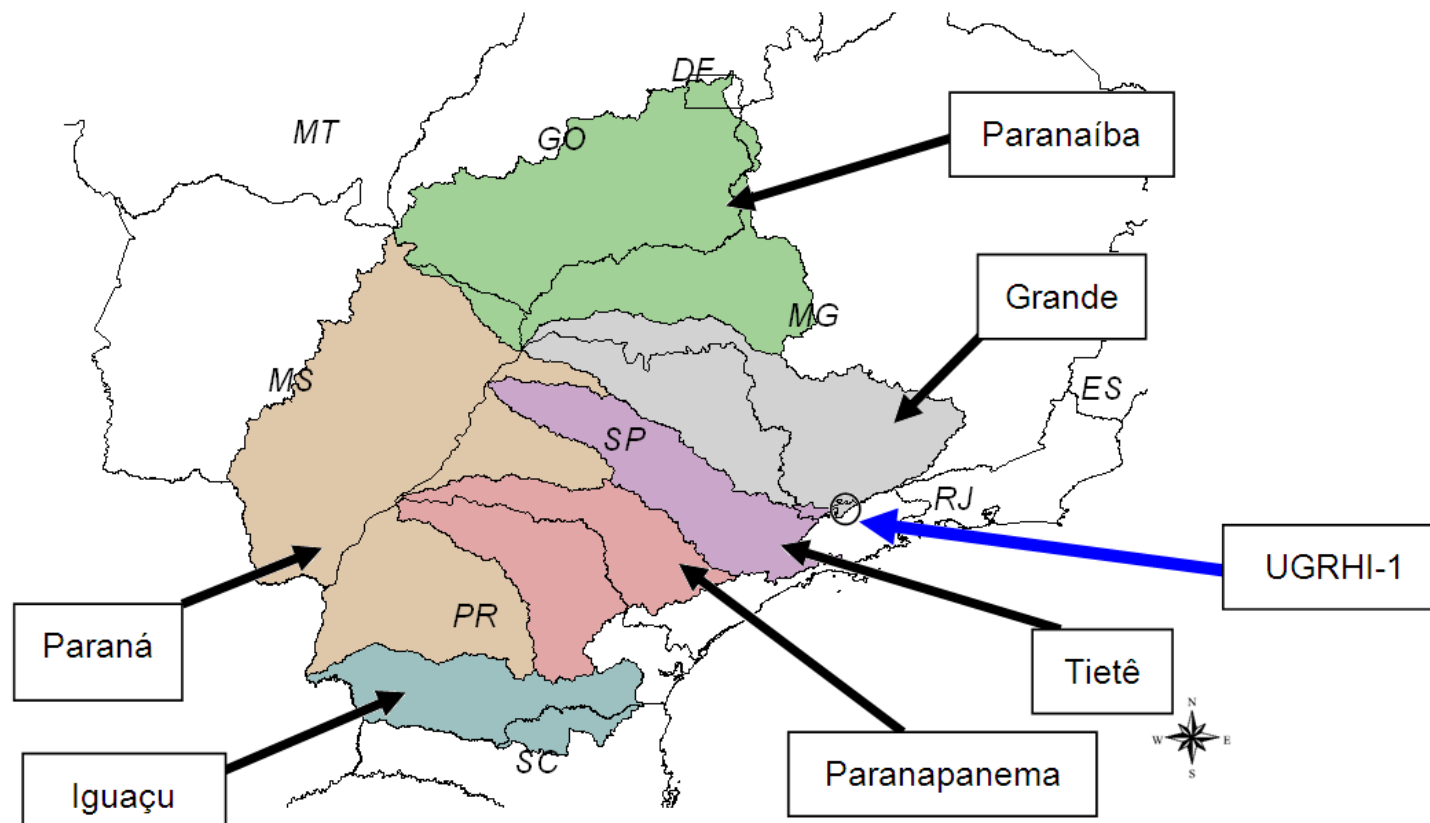 DF
Paranaíba
MT
GO
Grande
MG
MS
ES
SP
RJ
UGRHI-1
PR
Paraná
Tietê
N
W
E
S
SC
Paranapanema
Iguaçu